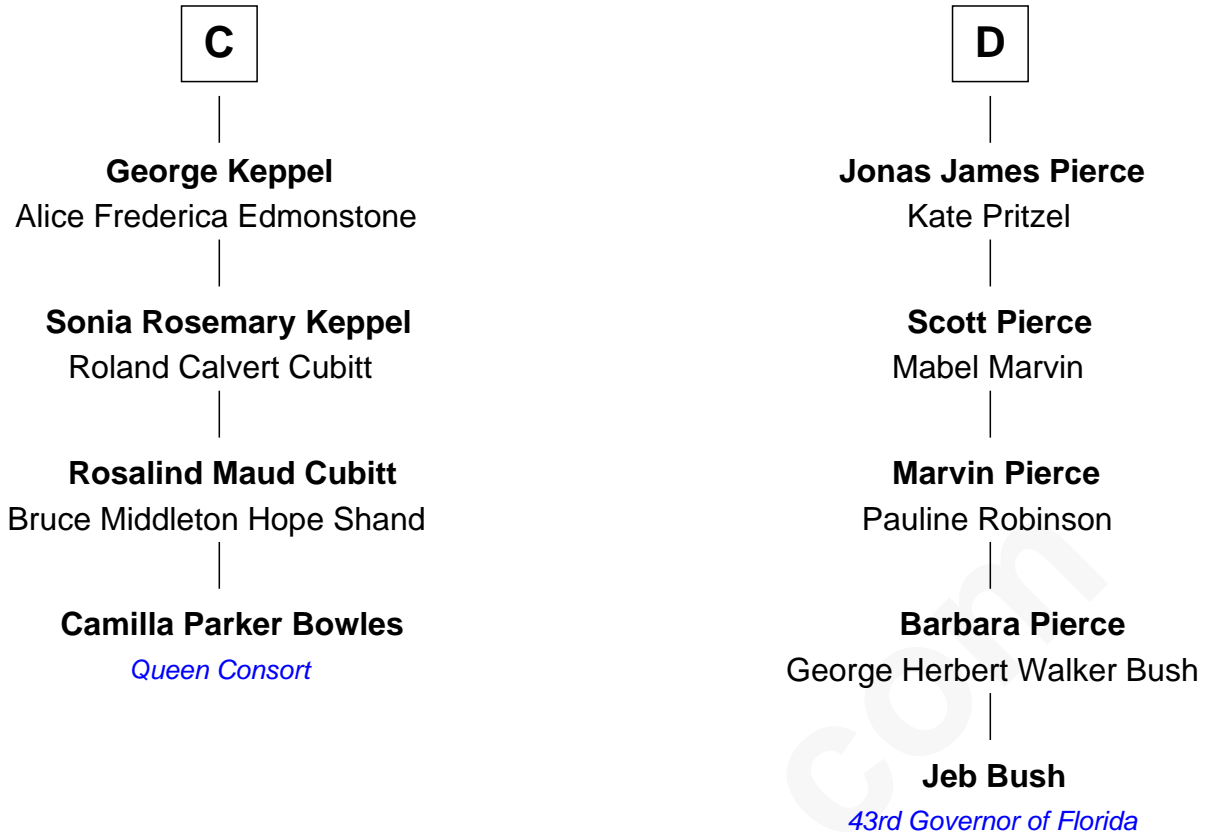 C
George Keppel
Alice Frederica Edmonstone
Sonia Rosemary Keppel
Roland Calvert Cubitt
Rosalind Maud Cubitt
Bruce Middleton Hope Shand
Camilla Parker Bowles
Queen Consort
D
Jonas James Pierce
Kate Pritzel
Scott Pierce
Mabel Marvin
Marvin Pierce
Pauline Robinson
Barbara Pierce
George Herbert Walker Bush
Jeb Bush
43rd Governor of Florida
com